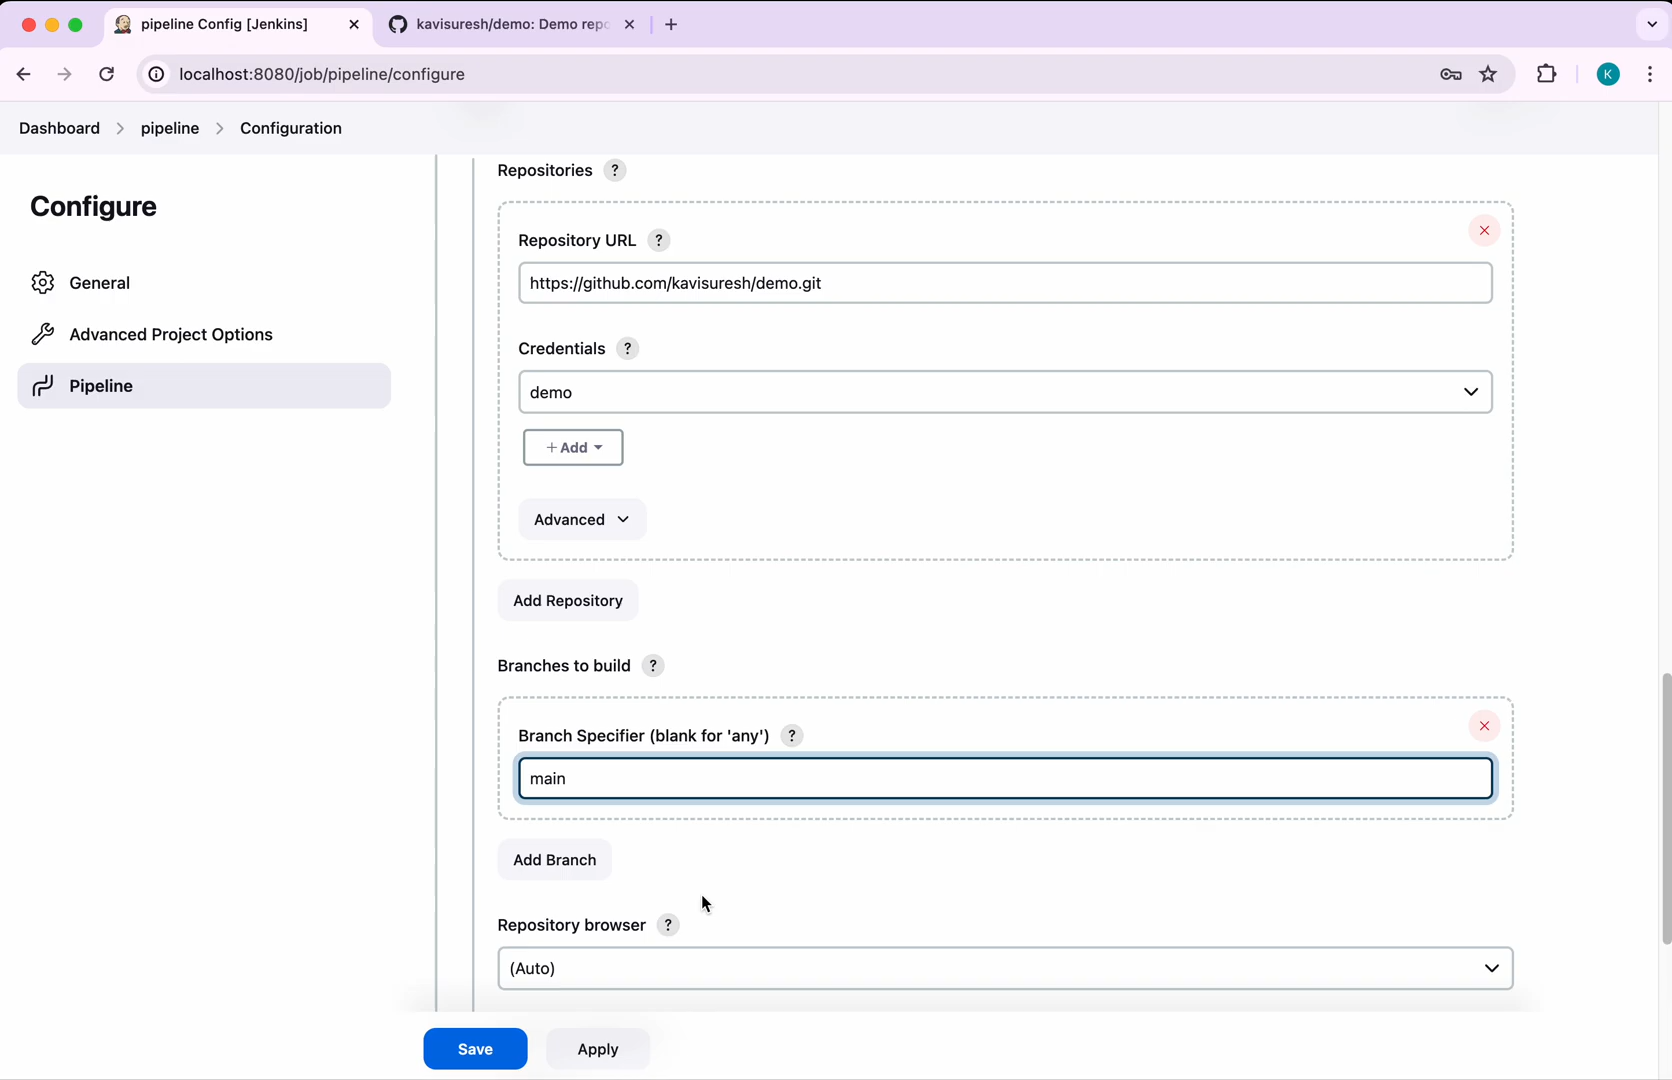 pipeline Config [Jenkins]
kavisuresh/demo: Demo repo
localhost:8080/job/pipeline/configure
K
Dashboard > pipeline > Configuration
Configure
General
Advanced Project Options
Pipeline
Repositories ?
Repository URL ?
https://github.com/kavisuresh/demo.git
Credentials ?
demo
+ Add
Advanced
Add Repository
Branches to build ?
Branch Specifier (blank for 'any') ?
main
Add Branch
Repository browser ?
(Auto)
Save
Apply